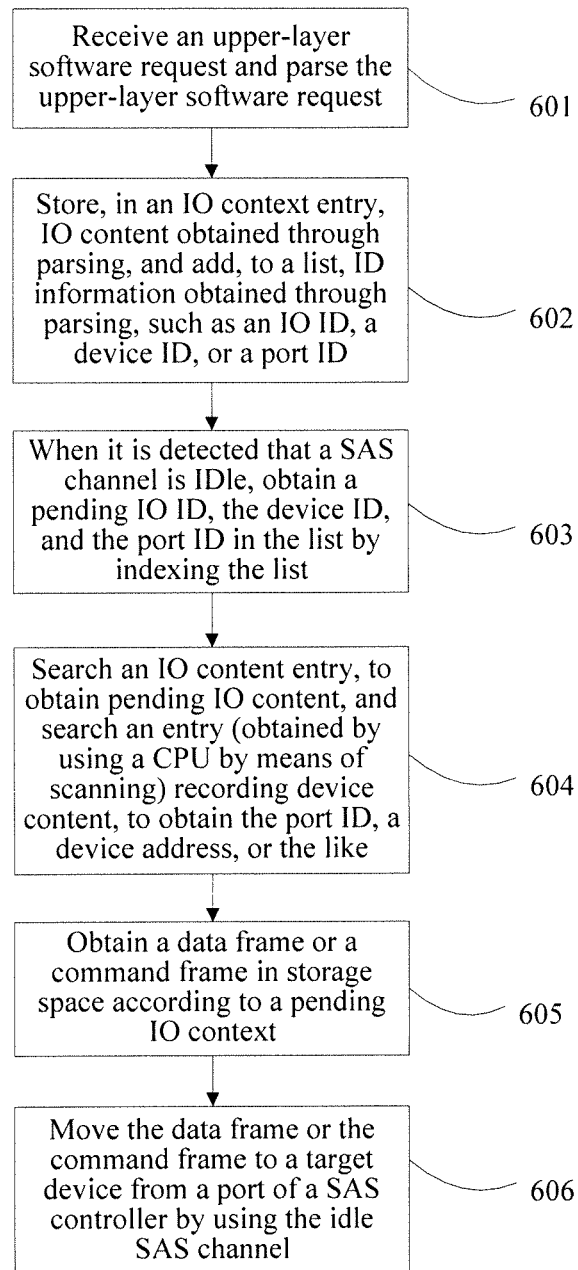 Receive an upper-layer
software request and parse the
upper-layer software request
601
Store, in an IO context entry,
IO content obtained through
parsing, and add, to a list, ID
information obtained through
parsing, such as an IO ID, a
device ID, or a port ID
602
When it is detected that a SAS
channel is IDle, obtain a
pending IO ID, the device ID,
and the port ID in the list by
indexing the list
603
Search an IO content entry, to
obtain pending IO content, and
search an entry (obtained by
using a CPU by means of
scanning) recording device
content, to obtain the port ID, a
device address, or the like
604
Obtain a data frame or a
command frame in storage
space according to a pending
IO context
605
Move the data frame or the
command frame to a target
device from a port of a SAS
controller by using the idle
SAS channel
606